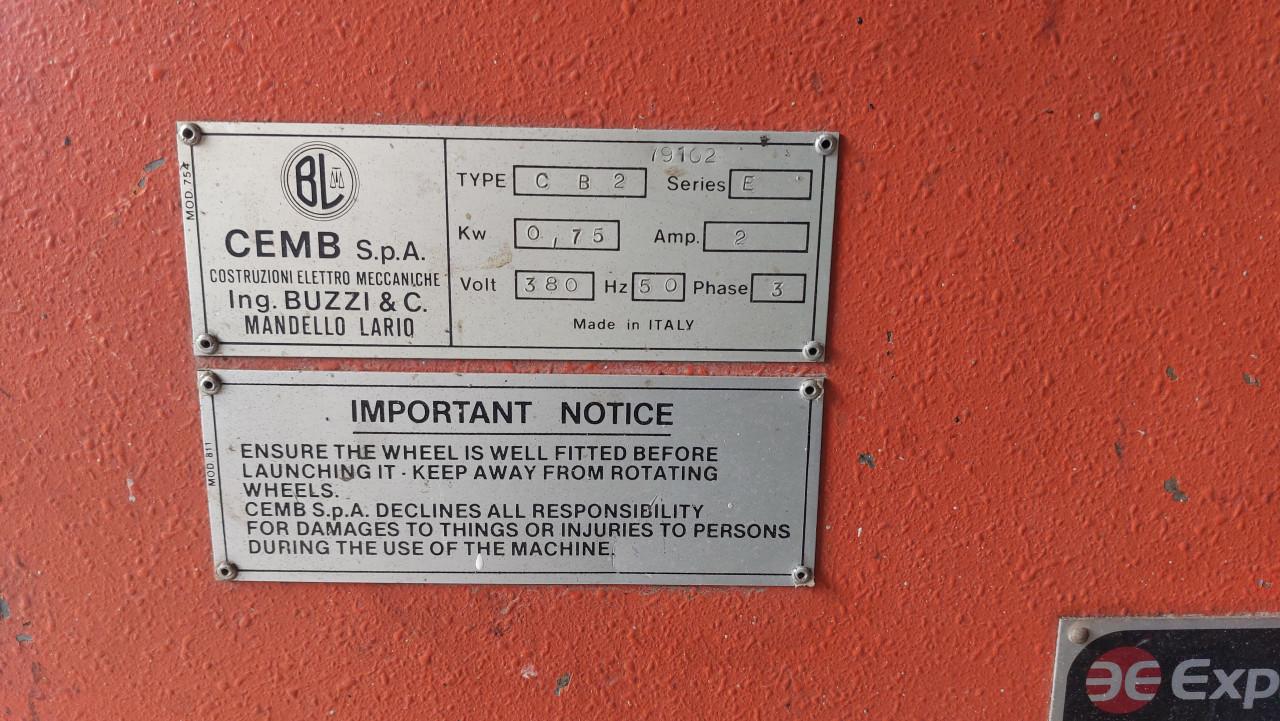 MOD. 754
BL
CEMB S.p.A.
COSTRUZIONI ELETTRO MECCANICHE
Ing. BUZZI & C.
MANDELLO LARIO
79102
TYPE C B 2 Series E
Kw 0,75 Amp. 2
Volt 380 Hz 50 Phase 3
Made in ITALY
MOD. 811
IMPORTANT NOTICE
ENSURE THE WHEEL IS WELL FITTED BEFORE
LAUNCHING IT - KEEP AWAY FROM ROTATING
WHEELS.
CEMB S.p.A. DECLINES ALL RESPONSIBILITY
FOR DAMAGES TO THINGS OR INJURIES TO PERSONS
DURING THE USE OF THE MACHINE.
Exp